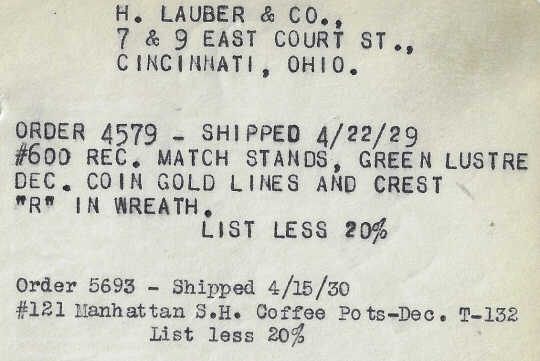 H. LAUBER & CO.,
7 & 9 EAST COURT ST.,
CINCINNATI, OHIO.
ORDER 4579 - SHIPPED 4/22/29
#600 REC. MATCH STANDS, GREEN LUSTRE
DEC. COIN GOLD LINES AND CREST
"R" IN WREATH.
LIST LESS 20%
Order 5693 - Shipped 4/15/30
#121 Manhattan S.H. Coffee Pots-Dec. T-132
List less 20%